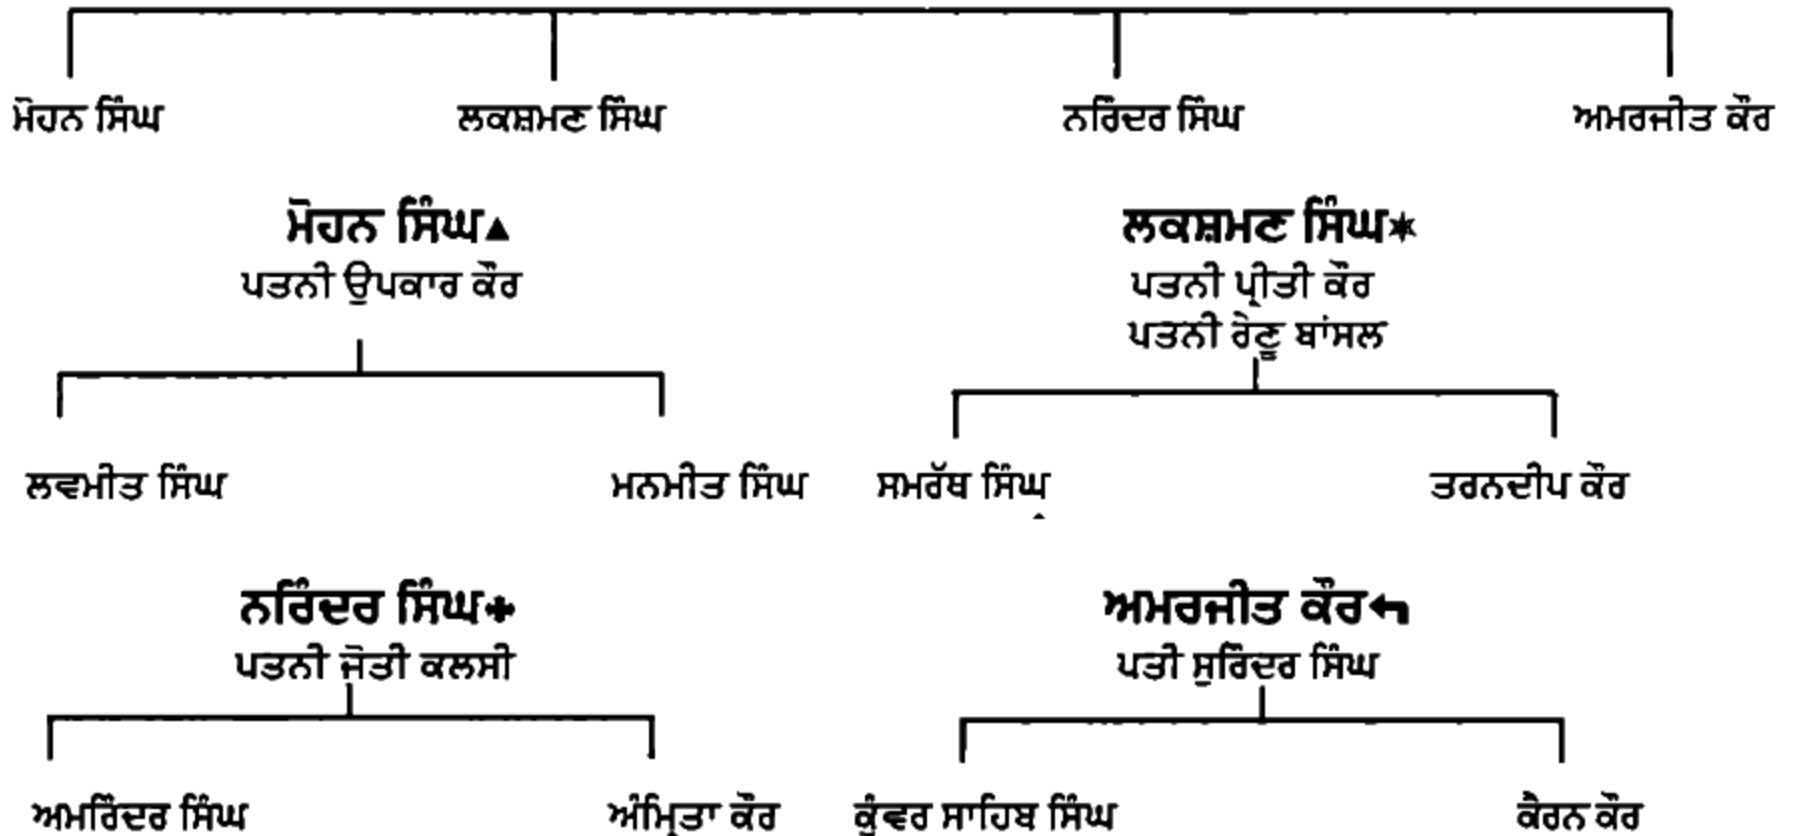 ਮੋਹਨ ਸਿੰਘ ਲਕਸ਼ਮਣ ਸਿੰਘ ਨਰਿੰਦਰ ਸਿੰਘ ਅਮਰਜੀਤ ਕੌਰ
ਮੋਹਨ ਸਿੰਘ▲ ਲਕਸ਼ਮਣ ਸਿੰਘ✶
ਪਤਨੀ ਉਪਕਾਰ ਕੌਰ ਪਤਨੀ ਪ੍ਰੀਤੀ ਕੌਰ
ਪਤਨੀ ਰੇਣੂ ਬਾਂਸਲ
ਲਵਮੀਤ ਸਿੰਘ ਮਨਮੀਤ ਸਿੰਘ ਸਮਰੱਥ ਸਿੰਘ ਤਰਨਦੀਪ ਕੌਰ
ਨਰਿੰਦਰ ਸਿੰਘ✚ ਅਮਰਜੀਤ ਕੌਰ↰
ਪਤਨੀ ਜੋਤੀ ਕਲਸੀ ਪਤੀ ਸੁਰਿੰਦਰ ਸਿੰਘ
ਅਮਰਿੰਦਰ ਸਿੰਘ ਅੰਮ੍ਰਿਤਾ ਕੌਰ ਕੁੰਵਰ ਸਾਹਿਬ ਸਿੰਘ ਕੈਰਨ ਕੌਰ